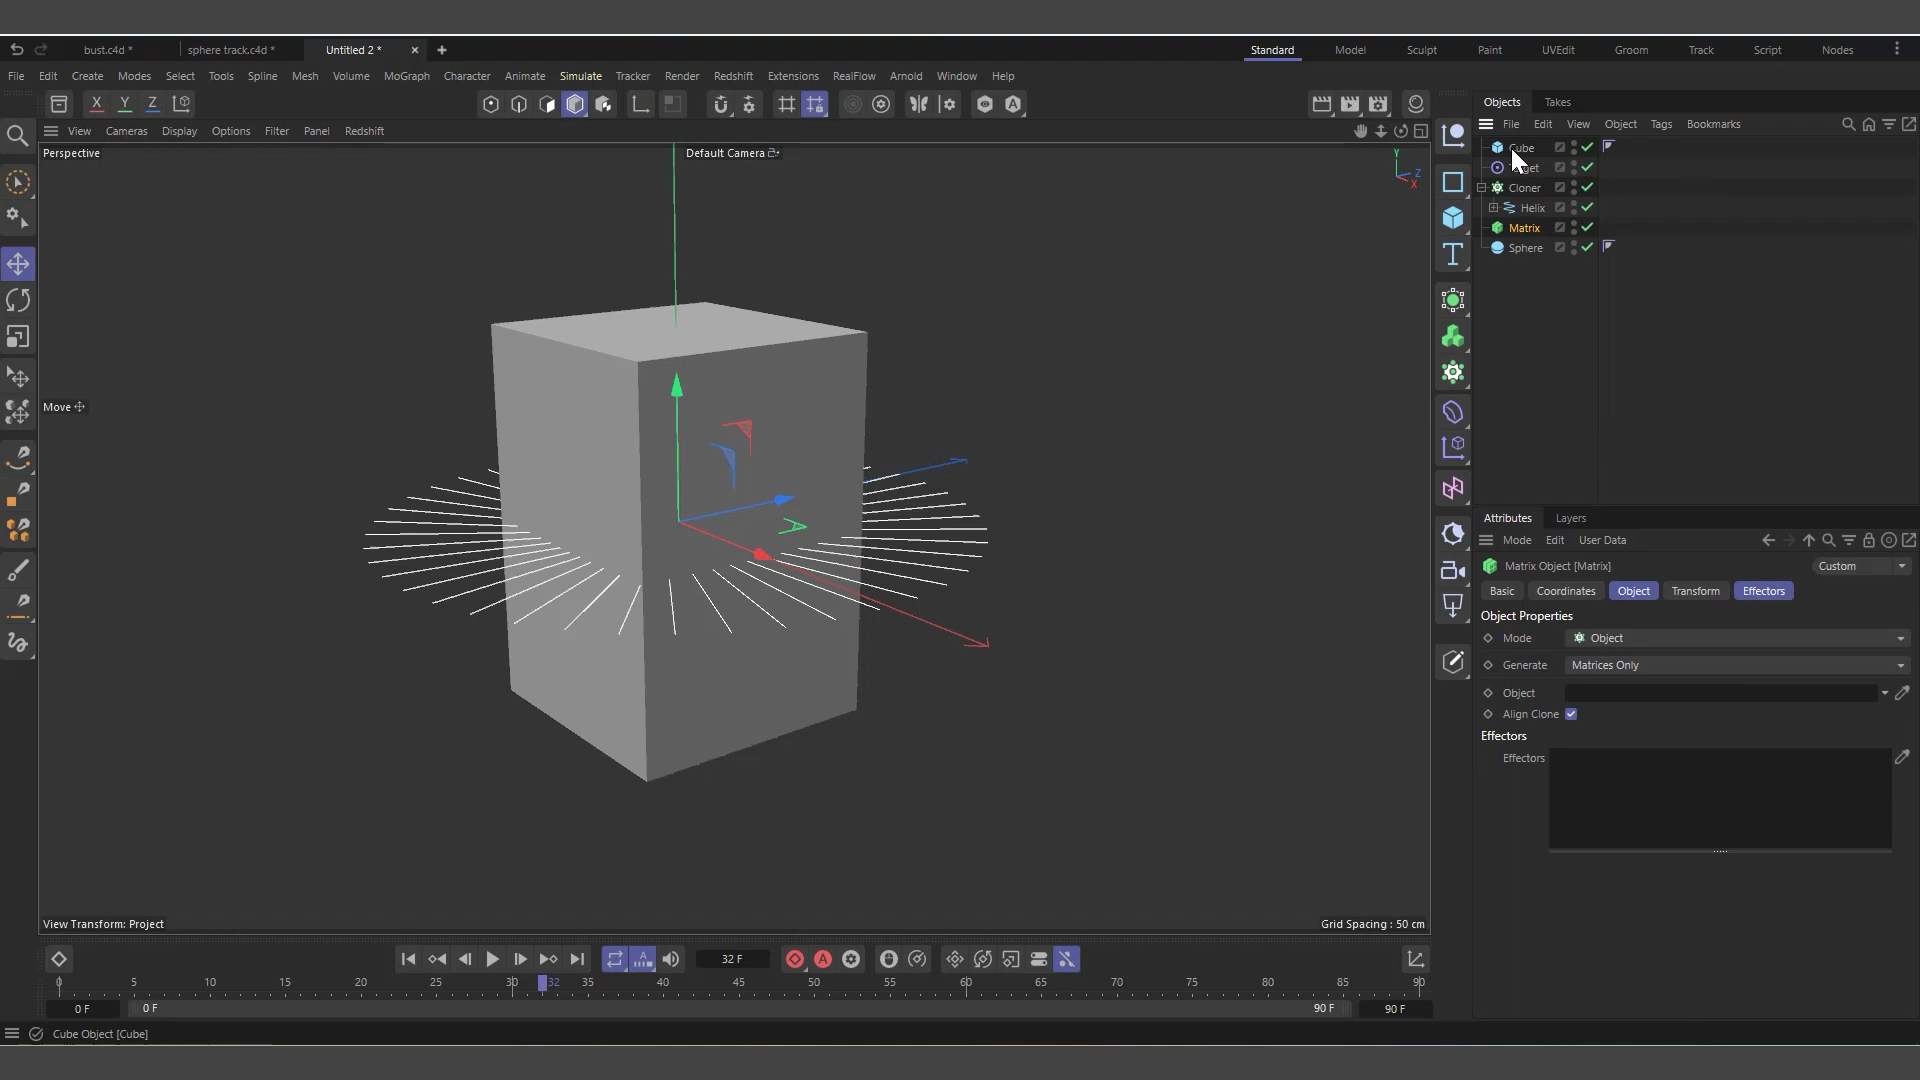 bust.c4d *
sphere track.c4d *
Untitled 2 *
Standard
Model
Sculpt
Paint
UVEdit
Groom
Track
Script
Nodes
File Edit Create Modes Select Tools Spline Mesh Volume MoGraph Character Animate Simulate Tracker Render Redshift Extensions RealFlow Arnold Window Help
X Y Z
Objects Takes
View Cameras Display Options Filter Panel Redshift
File Edit View Object Tags Bookmarks
Perspective
Default Camera
Y
Z
X
Cube
Cloner
Helix
Matrix
Sphere
Move
Attributes Layers
Mode Edit User Data
Matrix Object [Matrix]
Custom
Basic Coordinates Object Transform Effectors
Object Properties
Mode Object
Generate Matrices Only
Object
Align Clone
Effectors
Effectors
View Transform: Project
Grid Spacing : 50 cm
32 F
0 5 10 15 20 25 30 32 35 40 45 50 55 60 65 70 75 80 85 90
0 F
0 F
90 F
90 F
Cube Object [Cube]